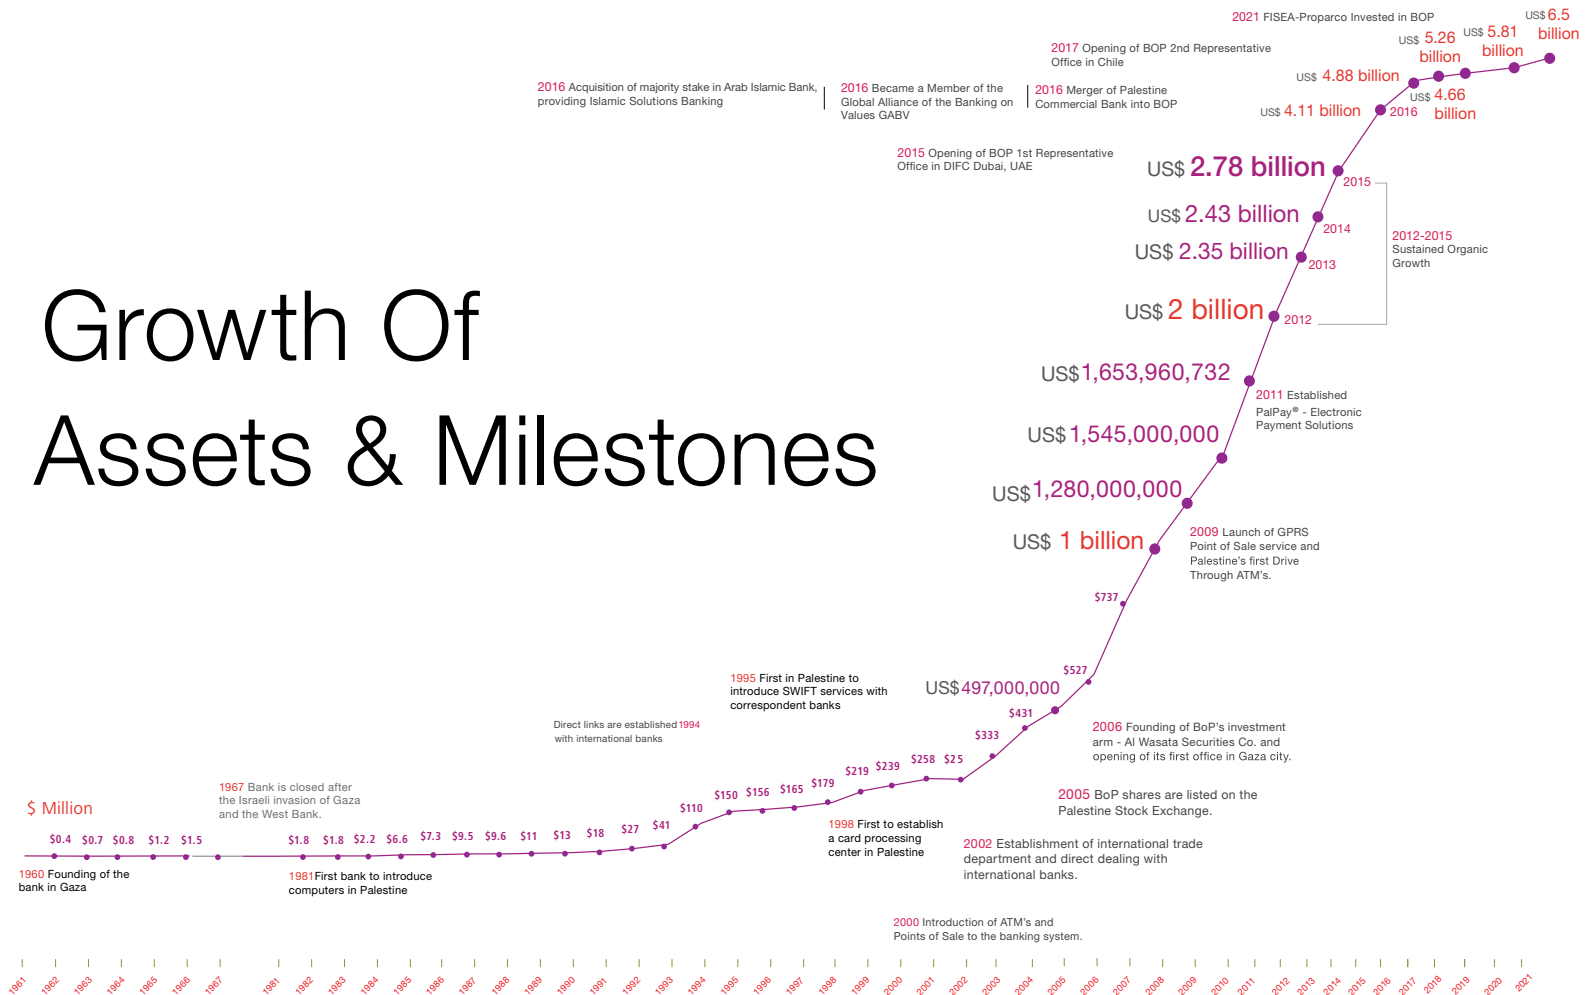 2021 FISEA-Proparco Invested in BOP
US$ 6.5
billion
US$ 5.81
billion
US$ 5.26
billion
2017 Opening of BOP 2nd Representative
Office in Chile
US$ 4.88 billion
US$ 4.66
billion
2016 Acquisition of majority stake in Arab Islamic Bank,
providing Islamic Solutions Banking
2016 Became a Member of the
Global Alliance of the Banking on
Values GABV
2016 Merger of Palestine
Commercial Bank into BOP
US$ 4.11 billion
2016
2015 Opening of BOP 1st Representative
Office in DIFC Dubai, UAE
US$ 2.78 billion
2015
US$ 2.43 billion
2014
US$ 2.35 billion
2013
2012-2015
Sustained Organic
Growth
US$ 2 billion
2012
Growth Of
Assets & Milestones
US$1,653,960,732
2011 Established
PalPay® - Electronic
Payment Solutions
US$1,545,000,000
US$1,280,000,000
US$ 1 billion
2009 Launch of GPRS
Point of Sale service and
Palestine's first Drive
Through ATM's.
$737
$527
US$497,000,000
$431
$333
1995 First in Palestine to
introduce SWIFT services with
correspondent banks
Direct links are established 1994
with international banks
2006 Founding of BoP's investment
arm - Al Wasata Securities Co. and
opening of its first office in Gaza city.
2005 BoP shares are listed on the
Palestine Stock Exchange.
1967 Bank is closed after
the Israeli invasion of Gaza
and the West Bank.
$ Million
$0.4 $0.7 $0.8 $1.2 $1.5 $1.8 $1.8 $2.2 $6.6 $7.3 $9.5 $9.6 $11 $13 $18 $27 $41 $110 $150 $156 $165 $179 $219 $239 $258 $25
1998 First to establish
a card processing
center in Palestine
2002 Establishment of international trade
department and direct dealing with
international banks.
1960 Founding of the
bank in Gaza
1981First bank to introduce
computers in Palestine
2000 Introduction of ATM's and
Points of Sale to the banking system.
1961 1962 1963 1964 1965 1966 1967 1981 1982 1983 1984 1985 1986 1987 1988 1989 1990 1991 1992 1993 1994 1995 1996 1997 1998 1999 2000 2001 2002 2003 2004 2005 2006 2007 2008 2009 2010 2011 2012 2013 2014 2015 2016 2017 2018 2019 2020 2021